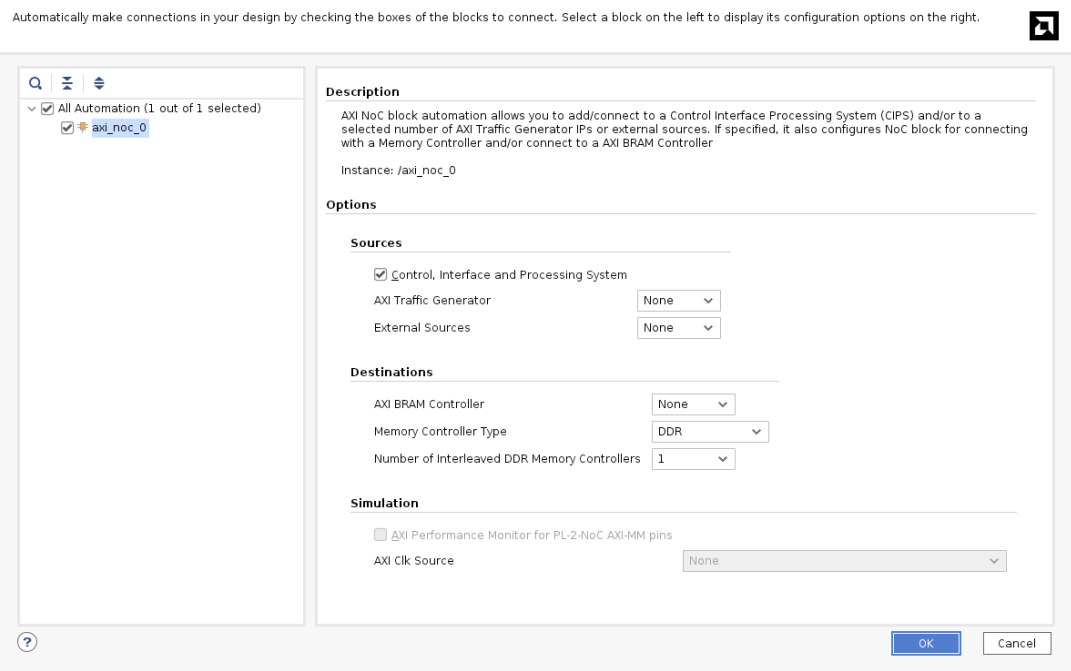 Automatically make connections in your design by checking the boxes of the blocks to connect. Select a block on the left to display its configuration options on the right.
All Automation (1 out of 1 selected)
axi_noc_0
Description
AXI NoC block automation allows you to add/connect to a Control Interface Processing System (CIPS) and/or to a
selected number of AXI Traffic Generator IPs or external sources. If specified, it also configures NoC block for connecting
with a Memory Controller and/or connect to a AXI BRAM Controller
Instance: /axi_noc_0
Options
Sources
Control, Interface and Processing System
AXI Traffic Generator None
External Sources None
Destinations
AXI BRAM Controller None
Memory Controller Type DDR
Number of Interleaved DDR Memory Controllers 1
Simulation
AXI Performance Monitor for PL-2-NoC AXI-MM pins
AXI Clk Source None
? OK Cancel